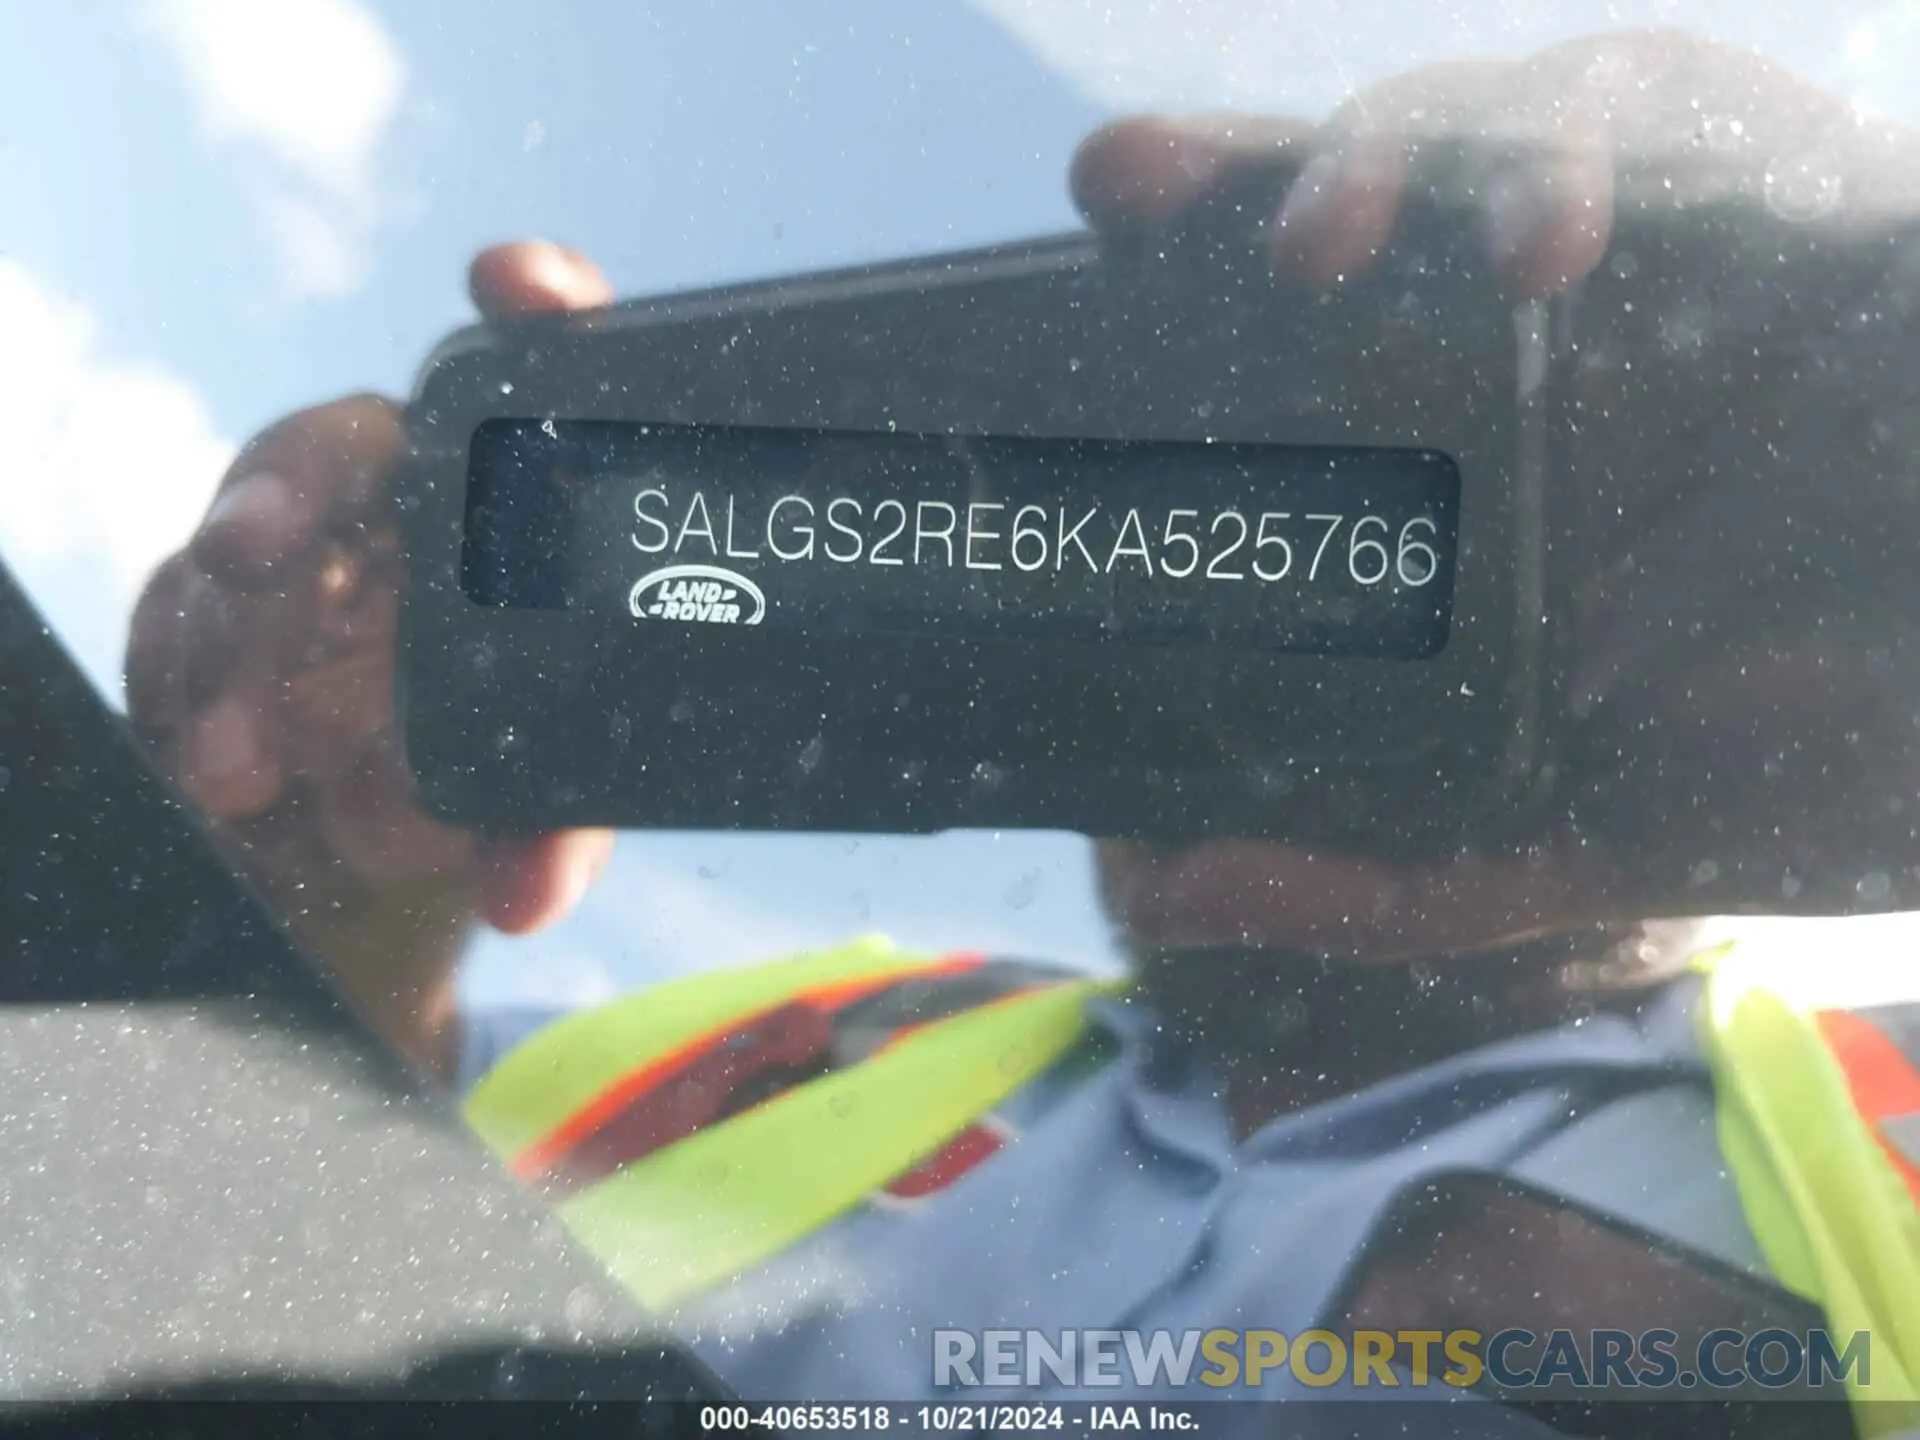 SALGS2RE6KA525766
LAND
ROVER
RENEWSPORTSCARS.COM
000-40653518 - 10/21/2024 - IAA Inc.